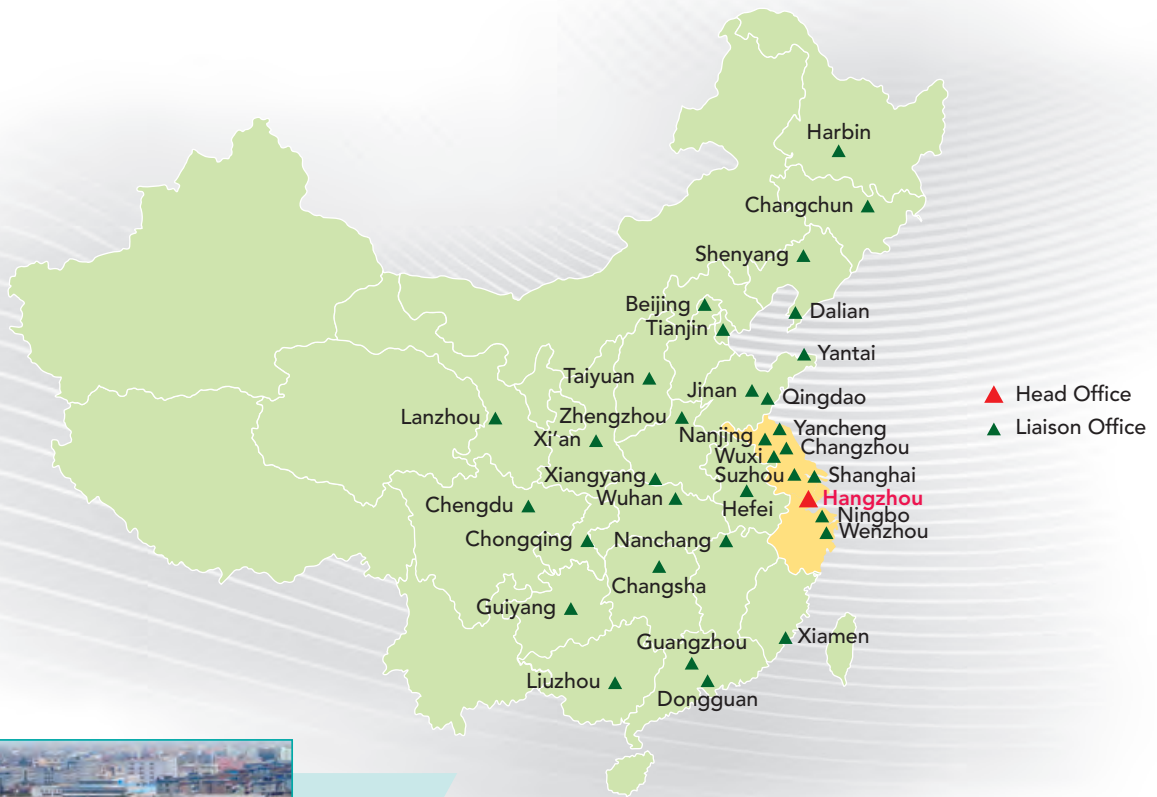 Harbin
Changchun
Shenyang
Beijing
Dalian
Tianjin
Yantai
Taiyuan
Jinan
Qingdao
Head Office
Lanzhou
Zhengzhou
Liaison Office
Xi'an
Nanjing
Yancheng
Changzhou
Wuxi
Xiangyang
Suzhou
Shanghai
Chengdu
Wuhan
Hefei
Hangzhou
Ningbo
Wenzhou
Chongqing
Nanchang
Changsha
Guiyang
Guangzhou
Xiamen
Liuzhou
Dongguan